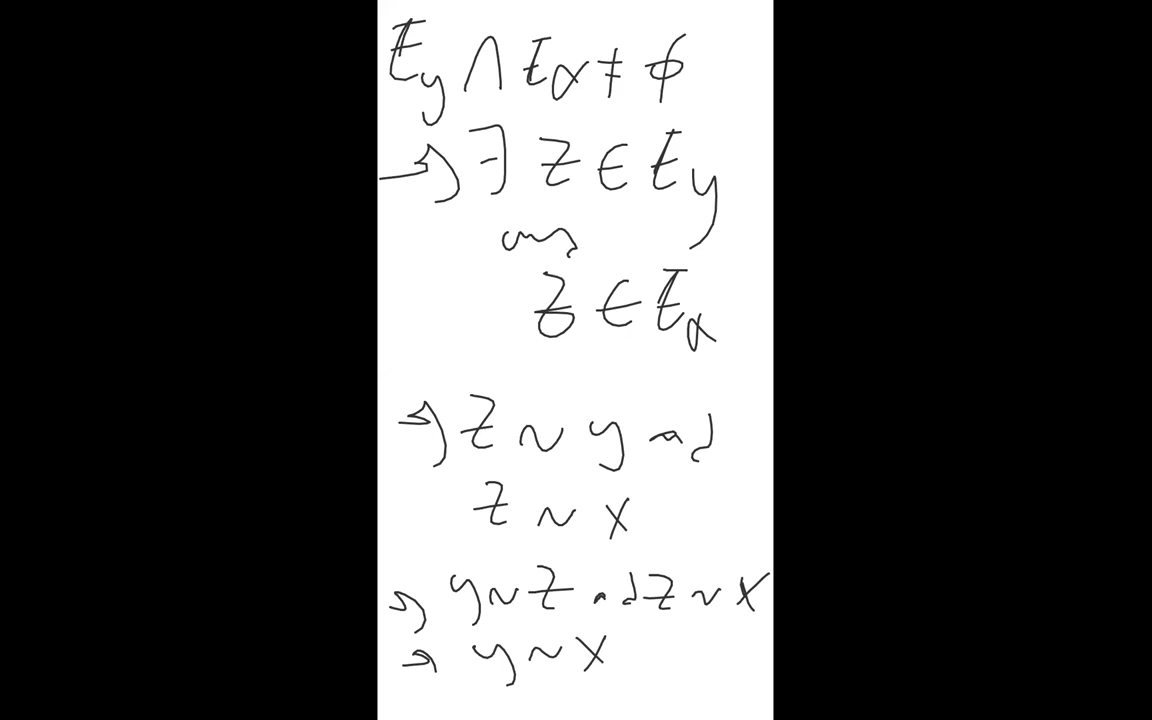 E_y ∩ E_x ≠ ϕ
⇒ ∃ z ∈ E_y
and
z ∈ E_x
⇒ z ~ y and
z ~ x
⇒ y ~ z and z ~ x
⇒ y ~ x